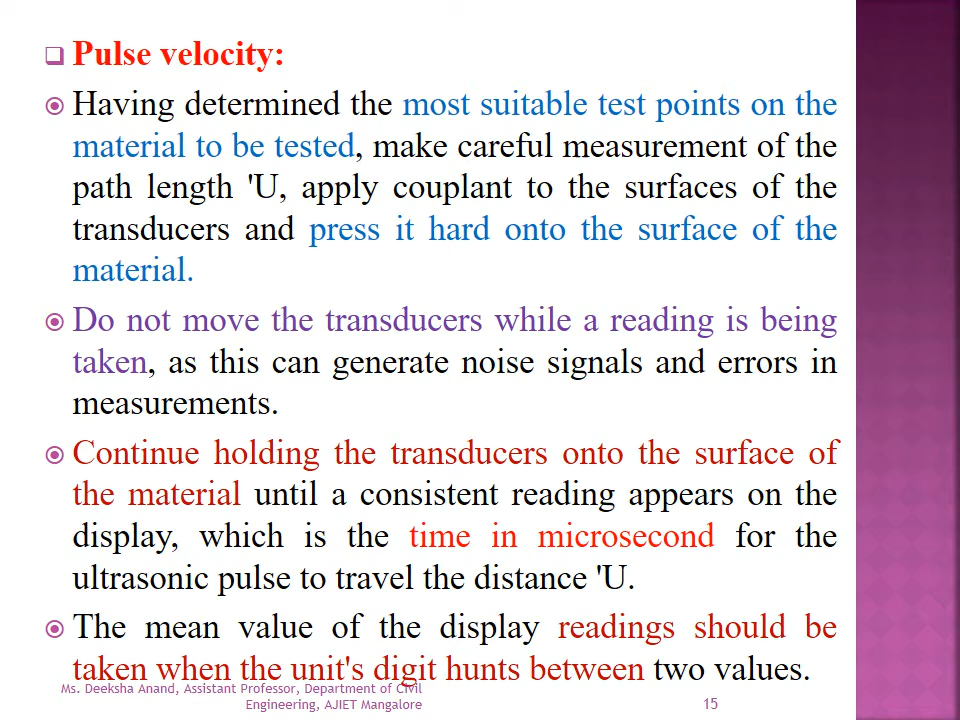 Pulse velocity:
Having determined the most suitable test points on the
material to be tested, make careful measurement of the
path length 'U, apply couplant to the surfaces of the
transducers and press it hard onto the surface of the
material.
Do not move the transducers while a reading is being
taken, as this can generate noise signals and errors in
measurements.
Continue holding the transducers onto the surface of
the material until a consistent reading appears on the
display, which is the time in microsecond for the
ultrasonic pulse to travel the distance 'U.
The mean value of the display readings should be
taken when the unit's digit hunts between two values.
Ms. Deeksha Anand, Assistant Professor, Department of Civil
Engineering, AJIET Mangalore
15